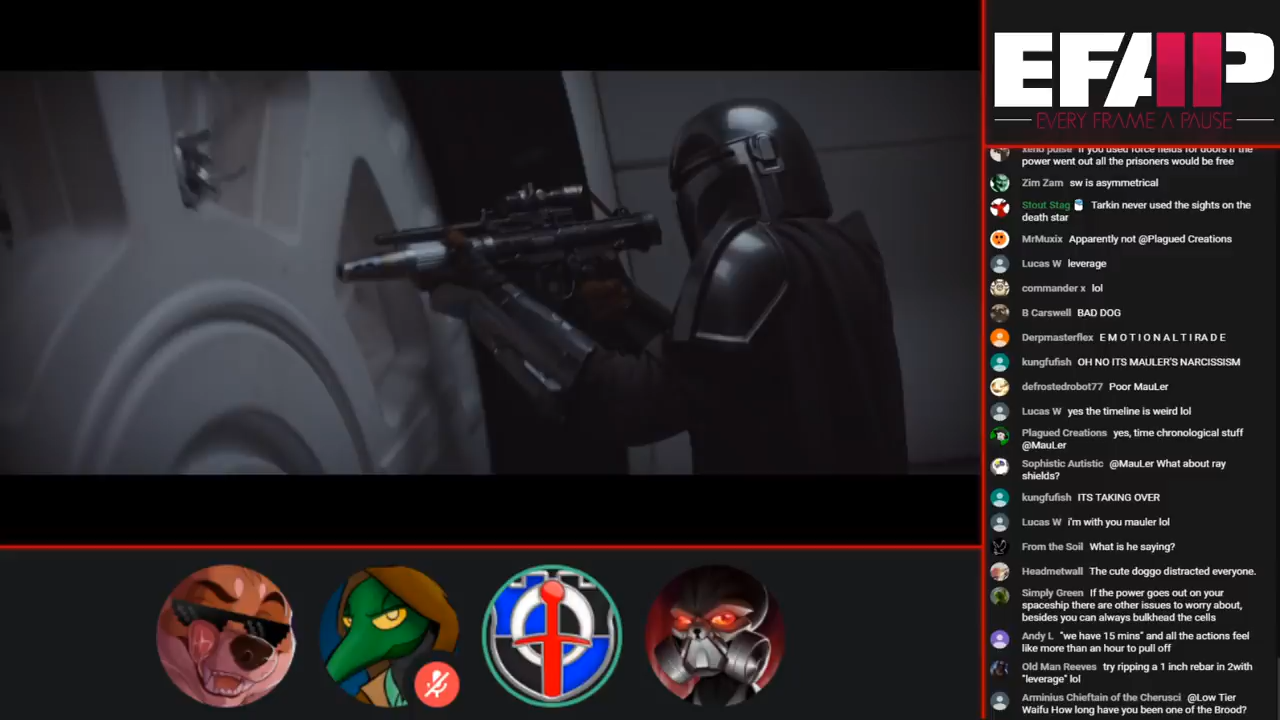 EFAP
EVERY FRAME A PAUSE
xeno pulse If you used force fields for doors if the
power went out all the prisoners would be free
Zim Zam sw is asymmetrical
Stout Stag Tarkin never used the sights on the
death star
MrMuxix Apparently not @Plagued Creations
Lucas W leverage
commander x lol
B Carswell BAD DOG
Derpmasterflex E M O T I O N A L T I R A D E
kungfufish OH NO ITS MAULER'S NARCISSISM
defrostedrobot77 Poor MauLer
Lucas W yes the timeline is weird lol
Plagued Creations yes, time chronological stuff
@MauLer
Sophistic Autistic @MauLer What about ray
shields?
kungfufish ITS TAKING OVER
Lucas W i'm with you mauler lol
From the Soil What is he saying?
Headmetwall The cute doggo distracted everyone.
Simply Green If the power goes out on your
spaceship there are other issues to worry about,
besides you can always bulkhead the cells
Andy L "we have 15 mins" and all the actions feel
like more than an hour to pull off
Old Man Reeves try ripping a 1 inch rebar in 2with
"leverage" lol
Arminius Chieftain of the Cherusci @Low Tier
Waifu How long have you been one of the Brood?